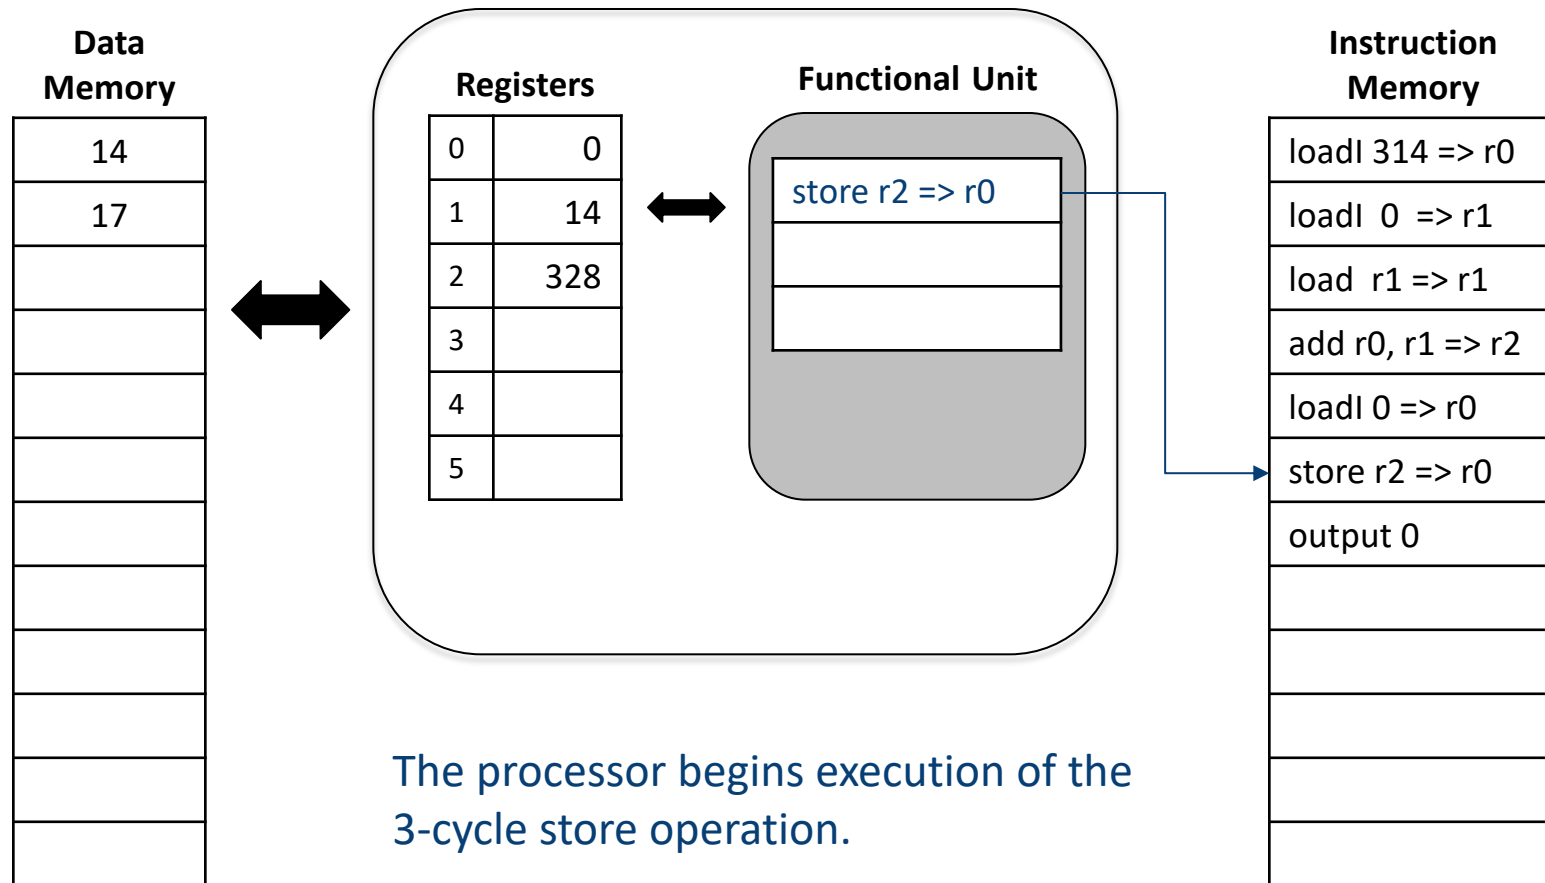 Data
Memory
14
17
Registers
0 0
1 14
2 328
3
4
5
Functional Unit
store r2 => r0
Instruction
Memory
loadI 314 => r0
loadI 0 => r1
load r1 => r1
add r0, r1 => r2
loadI 0 => r0
store r2 => r0
output 0
The processor begins execution of the
3-cycle store operation.